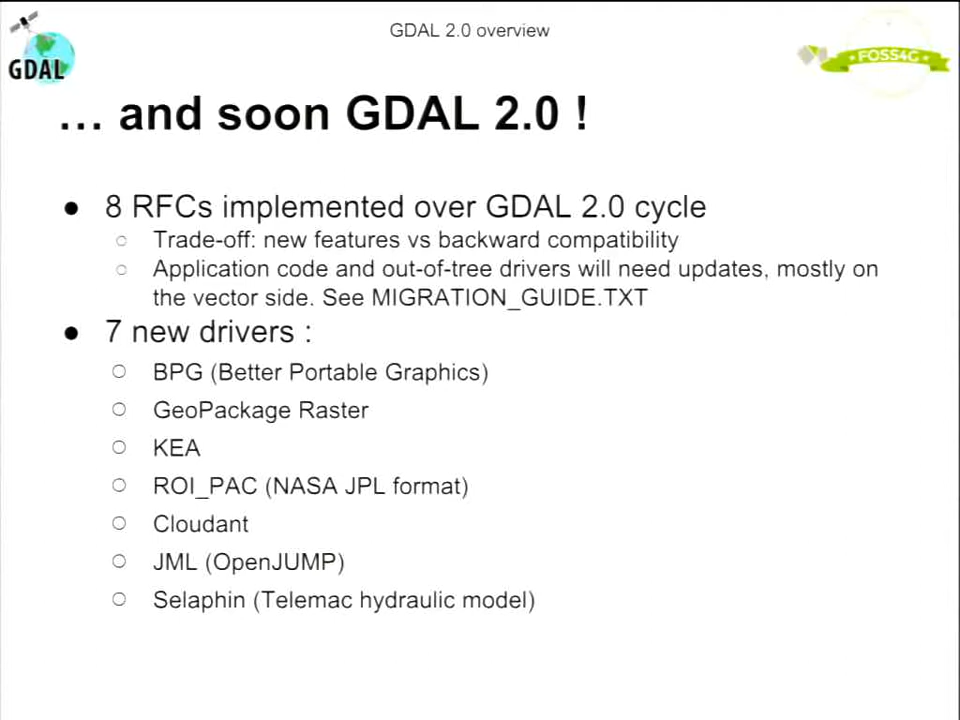 GDAL 2.0 overview
GDAL
FOSS4G
... and soon GDAL 2.0 !
● 8 RFCs implemented over GDAL 2.0 cycle
○ Trade-off: new features vs backward compatibility
○ Application code and out-of-tree drivers will need updates, mostly on
the vector side. See MIGRATION_GUIDE.TXT
● 7 new drivers :
○ BPG (Better Portable Graphics)
○ GeoPackage Raster
○ KEA
○ ROI_PAC (NASA JPL format)
○ Cloudant
○ JML (OpenJUMP)
○ Selaphin (Telemac hydraulic model)